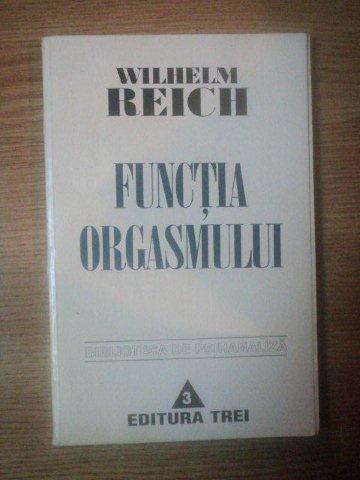 WILHELM
REICH
FUNCȚIA
ORGASMULUI
BIBLIOTECA DE PSIHANALIZĂ
3
EDITURA TREI